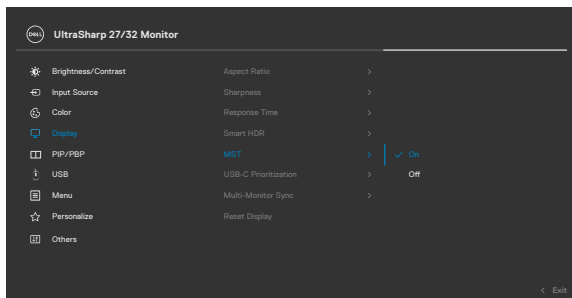 DELL UltraSharp 27/32 Monitor
Brightness/Contrast Aspect Ratio >
Input Source Sharpness >
Color Response Time >
Display Smart HDR >
PIP/PBP MST > ✓ On
USB USB-C Prioritization > Off
Menu Multi-Monitor Sync >
Personalize Reset Display
Others
< Exit